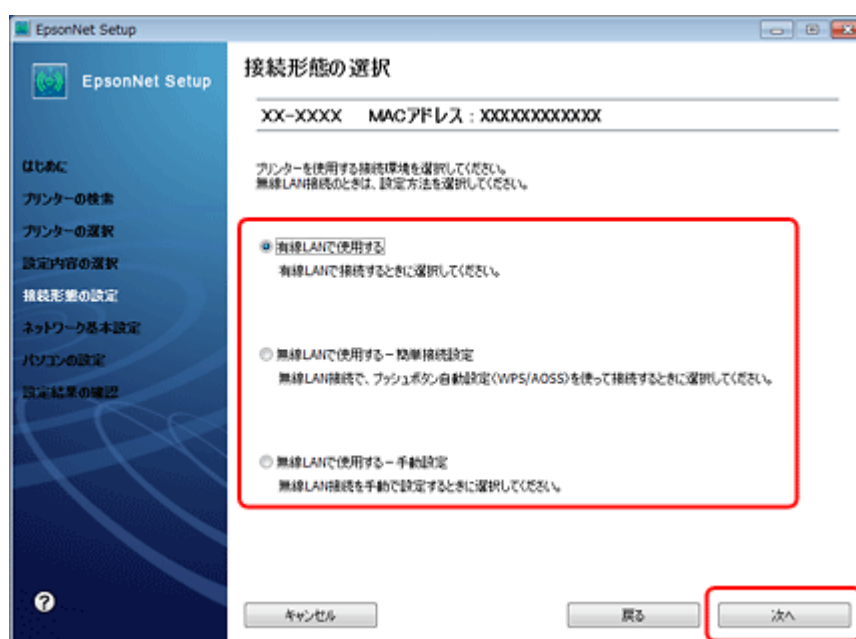 EpsonNet Setup
EpsonNet Setup
はじめに
プリンターの検索
プリンターの選択
設定内容の選択
接続形態の設定
ネットワーク基本設定
パソコンの設定
設定結果の確認
接続形態の選択
XX-XXXX MACアドレス：XXXXXXXXXXXX
プリンターを使用する接続環境を選択してください。
無線LAN接続のときは、設定方法を選択してください。
有線LANで使用する
有線LANで接続するときに選択してください。
無線LANで使用する－簡単接続設定
無線LAN接続で、プッシュボタン自動設定(WPS/AOSS)を使って接続するときに選択してください。
無線LANで使用する－手動設定
無線LAN接続を手動で設定するときに選択してください。
?
キャンセル
戻る
次へ